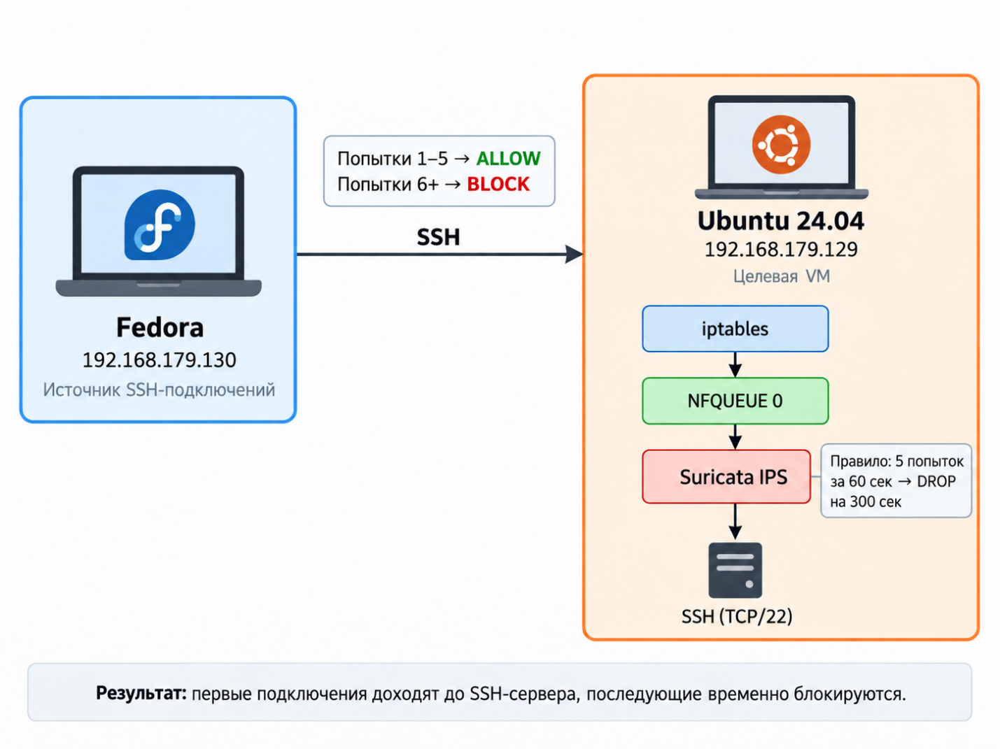 Попытки 1–5 → ALLOW
Попытки 6+ → BLOCK
SSH
Fedora
192.168.179.130
Источник SSH-подключений
Ubuntu 24.04
192.168.179.129
Целевая VM
iptables
NFQUEUE 0
Suricata IPS
Правило: 5 попыток
за 60 сек → DROP
на 300 сек
SSH (TCP/22)
Результат: первые подключения доходят до SSH-сервера, последующие временно блокируются.